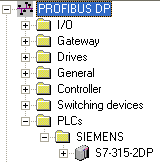 PROFIBUS DP
I/O
Gateway
Drives
General
Controller
Switching devices
PLCs
SIEMENS
S7-315-2DP